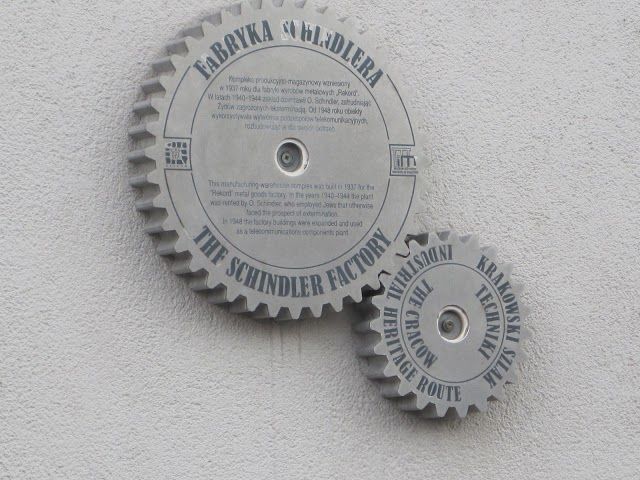 FABRYKA SCHINDLERA
Kompleks produkcyjno-magazynowy wzniesiony
w 1937 roku dla fabryki wyrobów metalowych „Rekord”.
W latach 1940-1944 zakład dzierżawił O. Schindler, zatrudniając
Żydów zagrożonych eksterminacją. Od 1948 roku obiekty
wykorzystywała wytwórnia podzespołów telekomunikacyjnych,
rozbudowując je dla swoich potrzeb.
This manufacturing-warehouse complex was built in 1937 for the
"Rekord" metal goods factory. In the years 1940-1944 the plant
was rented by O. Schindler, who employed Jews that otherwise
faced the prospect of extermination.
In 1948 the factory buildings were expanded and used
as a telecommunications components plant.
THE SCHINDLER FACTORY
KRAKOWSKI SZLAK
TECHNIKI
THE CRACOW
INDUSTRIAL HERITAGE ROUTE